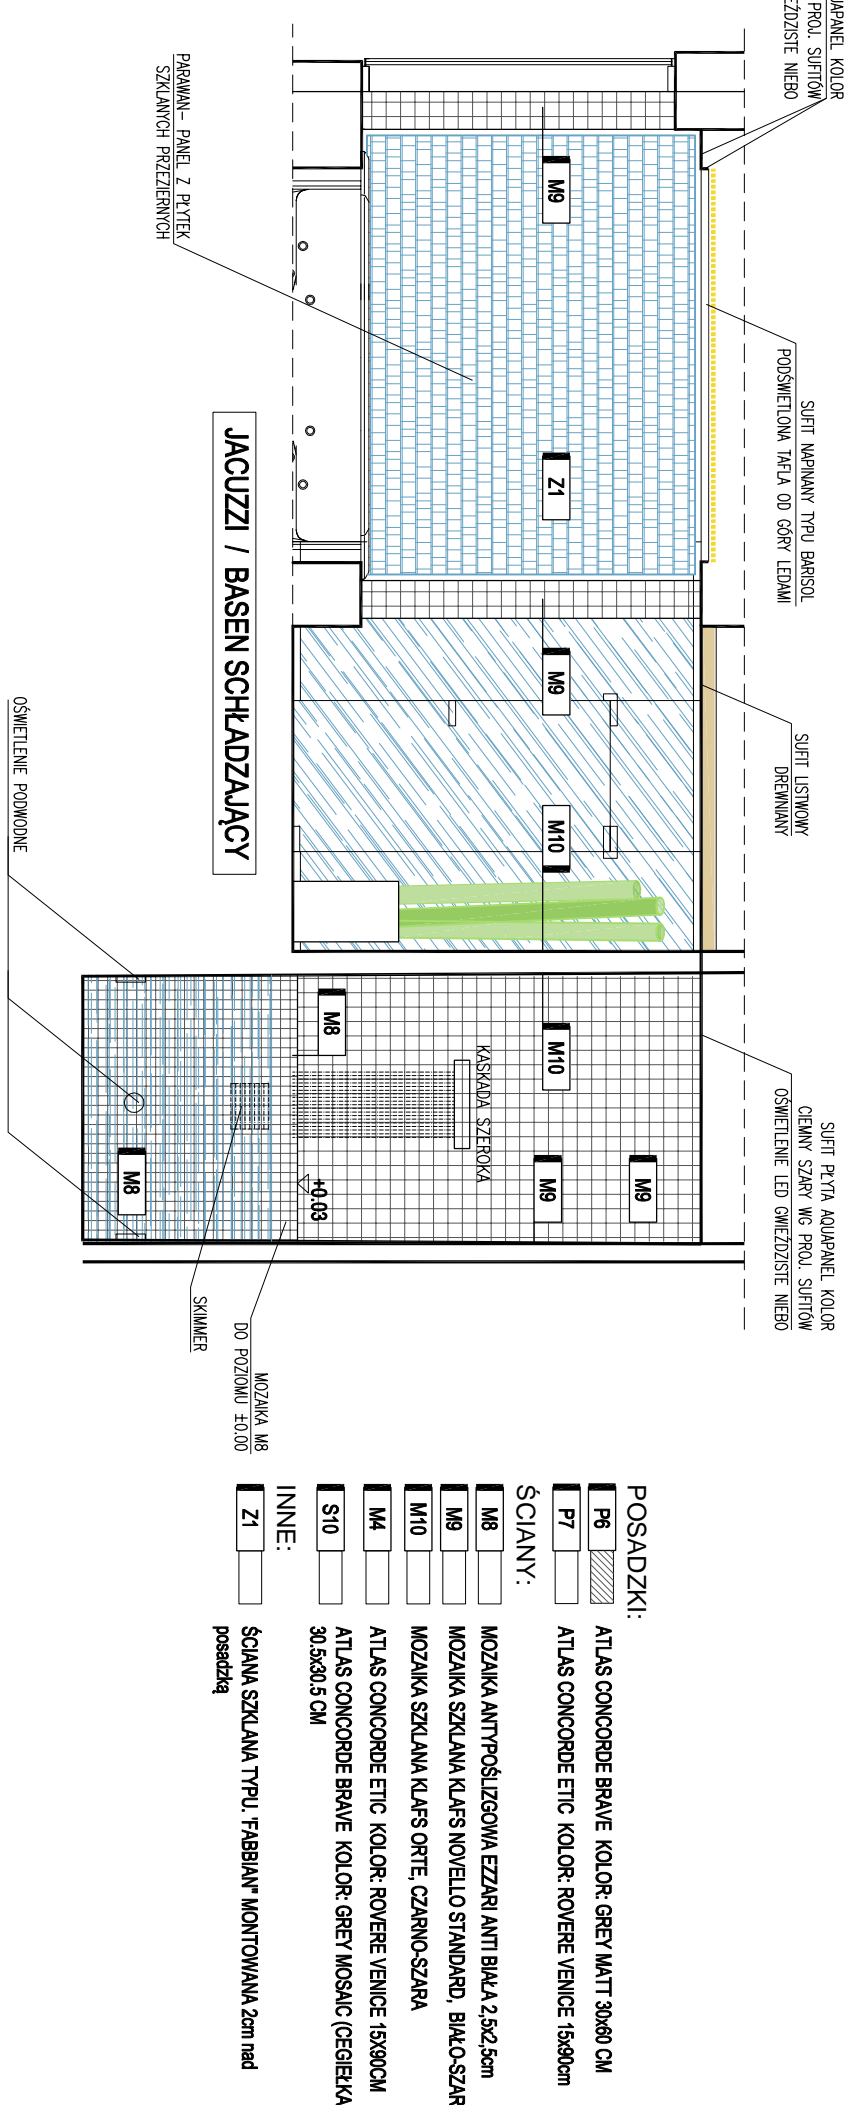 UAPANEL KOLOR
PROJ. SUFITÓW
EŹDZISTE NIEBO
SUFIT NAPINANY TYPU BARISOL
PODŚWIETLONA TAFLA OD GÓRY LEDAMI
SUFIT LISTWOWY
DREWNIANY
SUFIT PŁYTA AQUAPANEL KOLOR
CIEMNY SZARY WG PROJ. SUFITÓW
OŚWIETLENIE LED GWIEŹDZISTE NIEBO
M9
Z1
M9
M10
M10
M9
M9
M8
M8
KASKADA SZEROKA
+0.03
PARAWAN– PANEL Z PŁYTEK
SZKLANYCH PRZEZIERNYCH
JACUZZI / BASEN SCHŁADZAJĄCY
OŚWIETLENIE PODWODNE
SKIMMER
MOZAIKA M8
DO POZIOMU ±0.00
POSADZKI:
P6 ATLAS CONCORDE BRAVE KOLOR: GREY MATT 30x60 CM
P7 ATLAS CONCORDE ETIC KOLOR: ROVERE VENICE 15x90cm
ŚCIANY:
M8 MOZAIKA ANTYPOŚLIZGOWA EZZARI ANTI BIAŁA 2,5x2,5cm
M9 MOZAIKA SZKLANA KLAFS NOVELLO STANDARD, BIAŁO-SZAR
M10 MOZAIKA SZKLANA KLAFS ORTE, CZARNO-SZARA
M4 ATLAS CONCORDE ETIC KOLOR: ROVERE VENICE 15X90CM
S10 ATLAS CONCORDE BRAVE KOLOR: GREY MOSAIC (CEGIEŁKA
30.5x30.5 CM
INNE:
Z1 ŚCIANA SZKLANA TYPU. "FABBIAN" MONTOWANA 2cm nad
posadzką